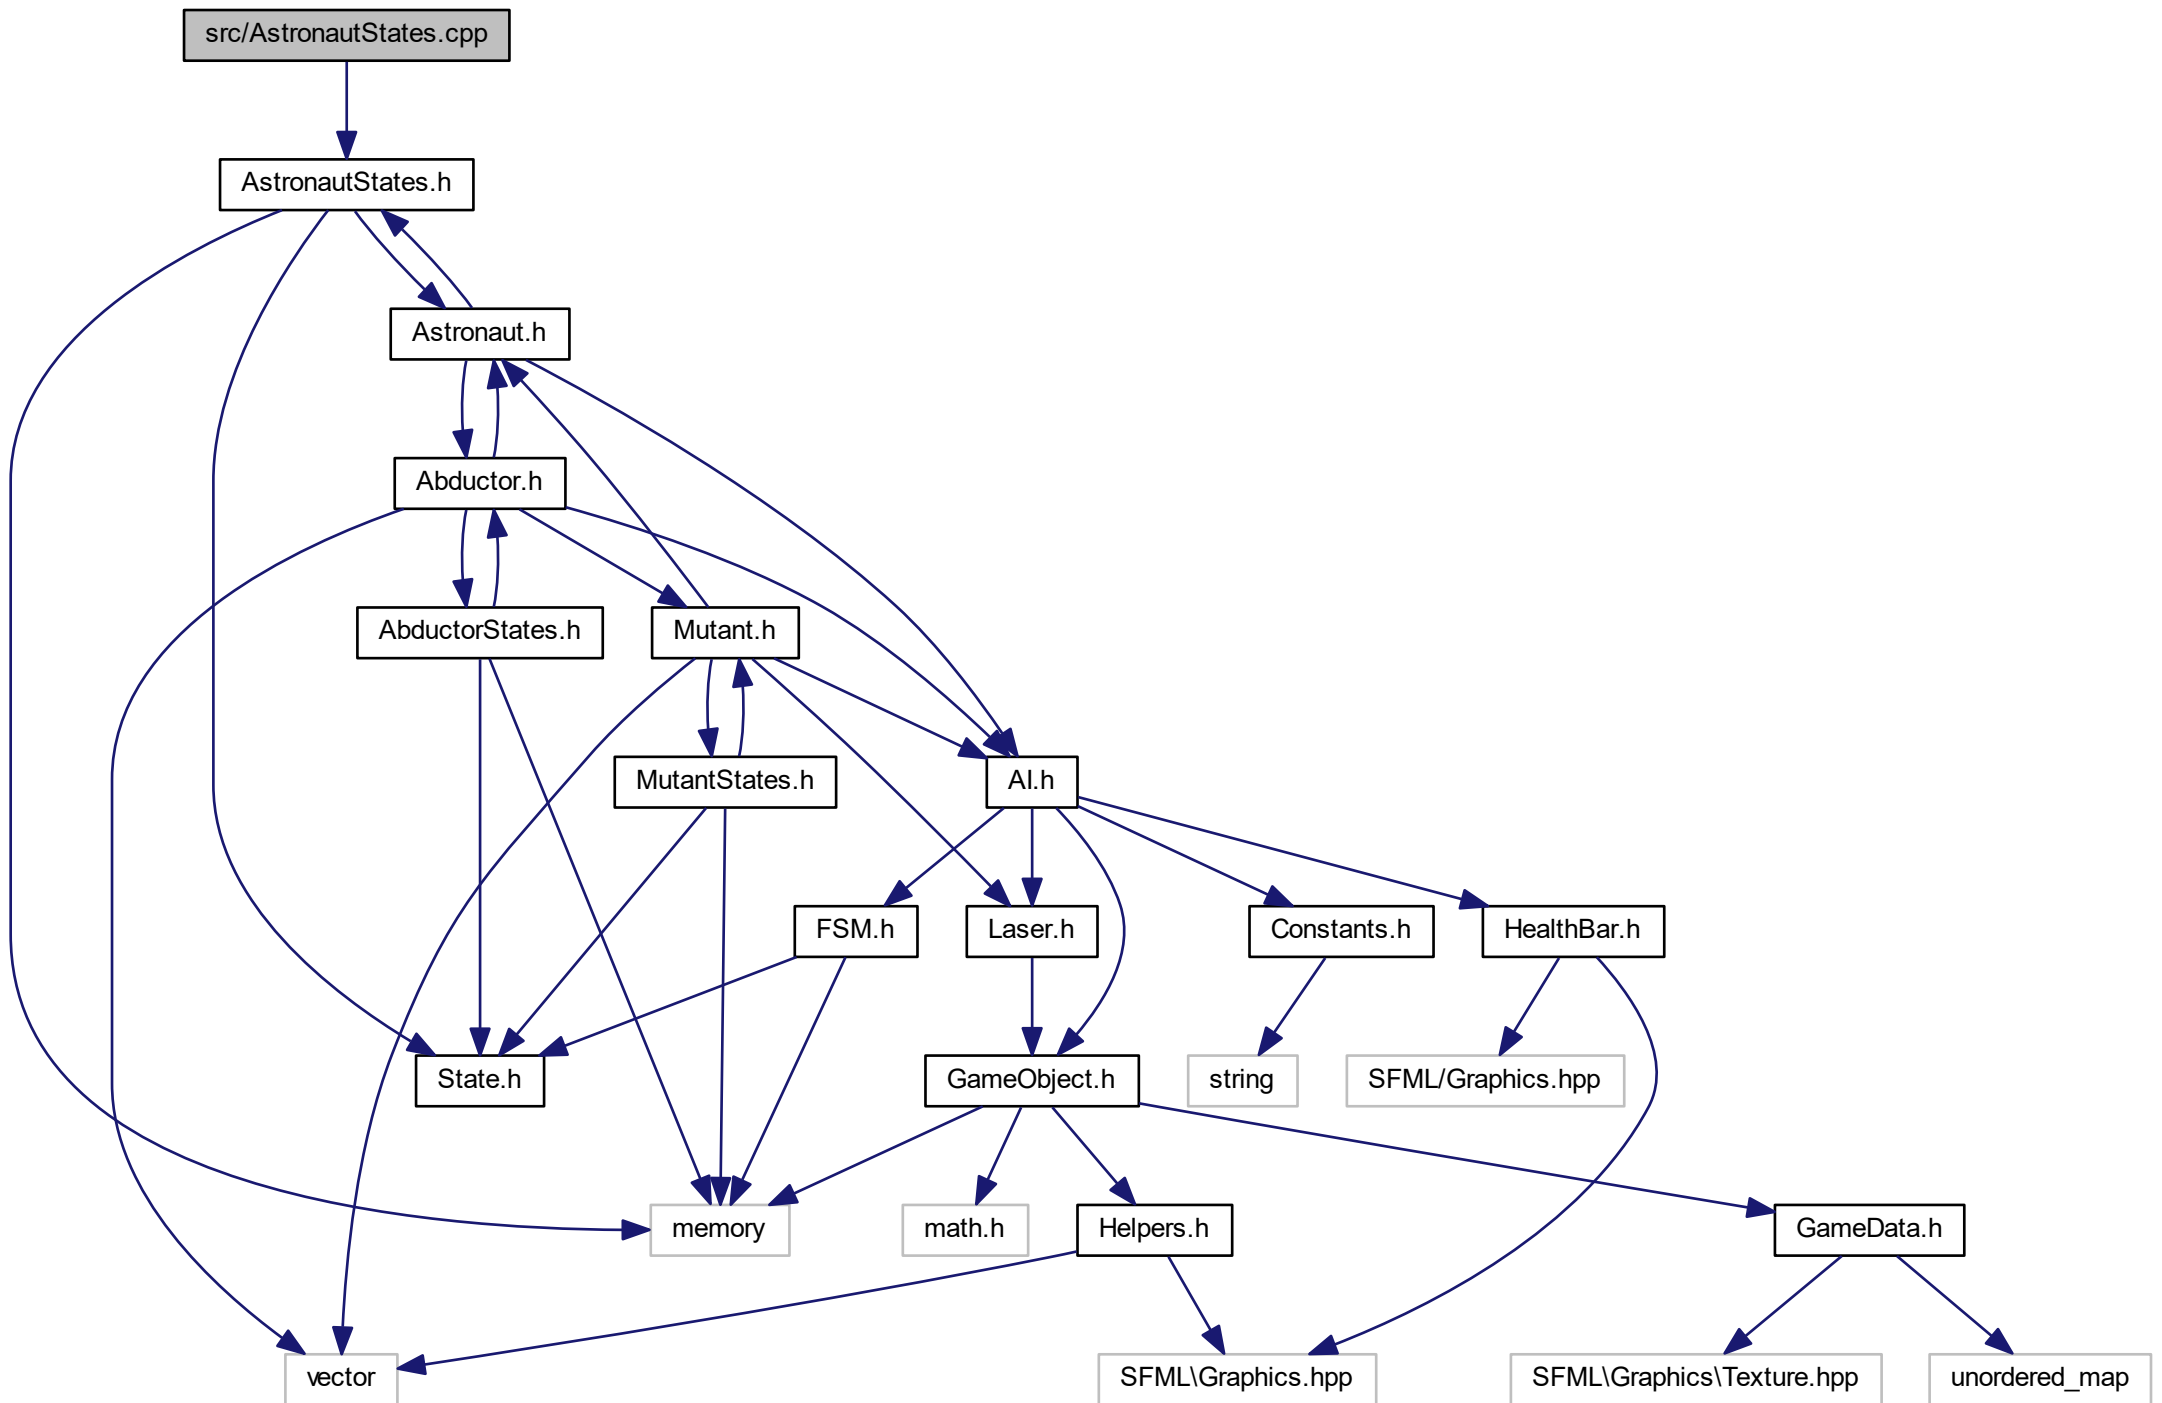 src/AstronautStates.cpp
AstronautStates.h
Astronaut.h
Abductor.h
AbductorStates.h
Mutant.h
MutantStates.h
AI.h
FSM.h
Laser.h
Constants.h
HealthBar.h
State.h
GameObject.h
string
SFML/Graphics.hpp
memory
math.h
Helpers.h
GameData.h
vector
SFML\Graphics.hpp
SFML\Graphics\Texture.hpp
unordered_map